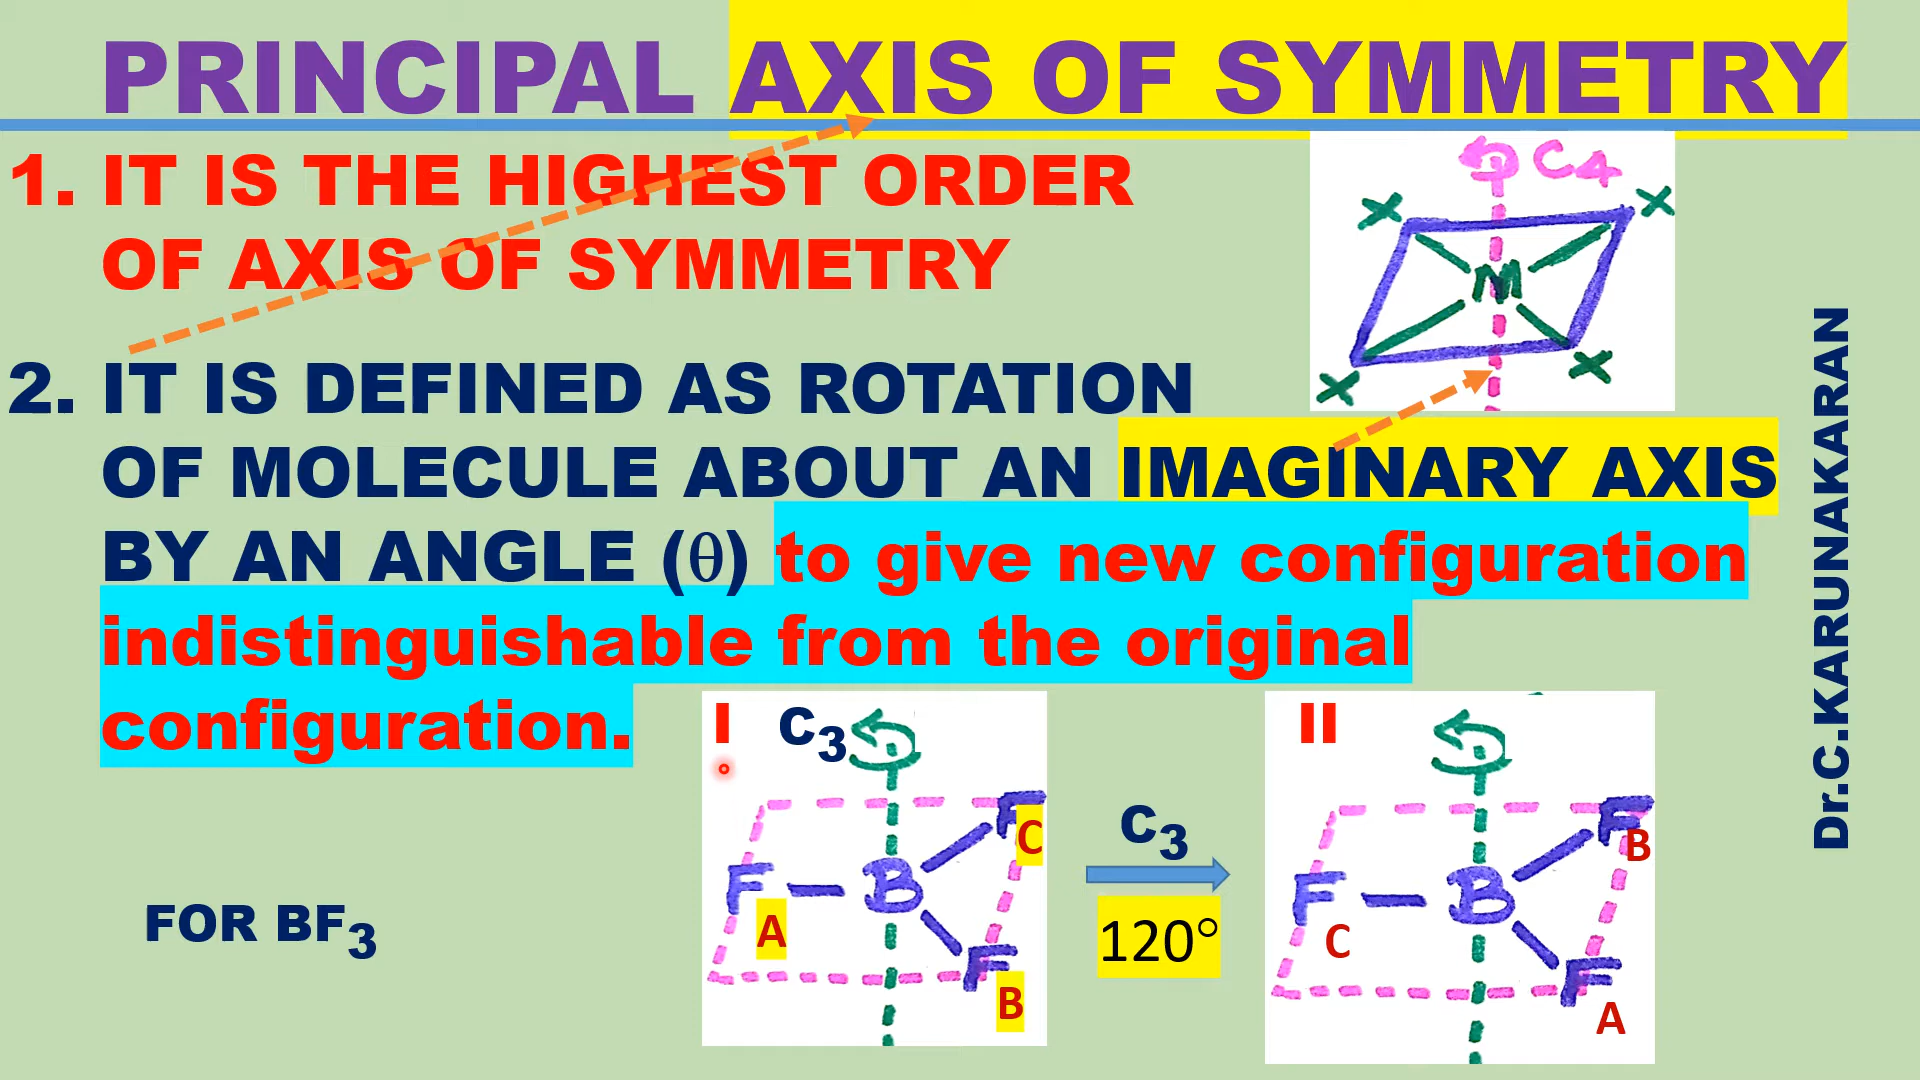 PRINCIPAL AXIS OF SYMMETRY
1. IT IS THE HIGHEST ORDER
OF AXIS OF SYMMETRY
2. IT IS DEFINED AS ROTATION
OF MOLECULE ABOUT AN IMAGINARY AXIS
BY AN ANGLE (θ) to give new configuration
indistinguishable from the original
configuration.
C4
X X
M
X X
Dr.C.KARUNAKARAN
FOR BF3
I C3
F C
F B
A
F
B
C3
120°
II
F B
F B
C
F
A